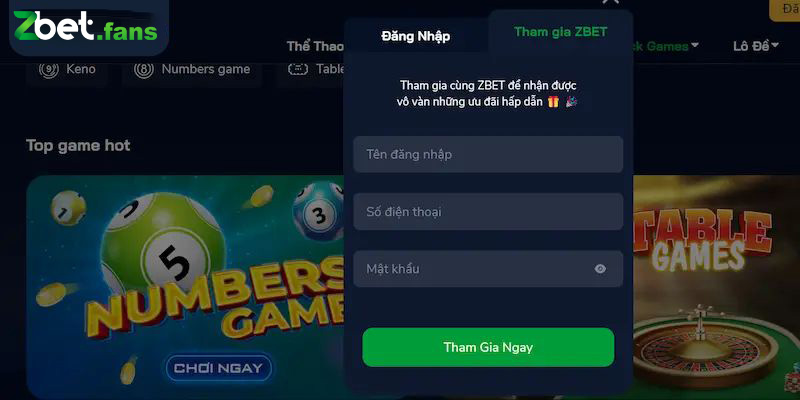 Zbet.fans
Đăng Nhập
Tham gia ZBET
Thể Thao
Games
Lô Đề
Keno
Numbers game
Table
Tham gia cùng ZBET để nhận được
vô vàn những ưu đãi hấp dẫn
Tên đăng nhập
Số điện thoại
Mật khẩu
Tham Gia Ngay
Top game hot
5
3
NUMBERS
GAME
CHƠI NGAY
TABLE
GAMES